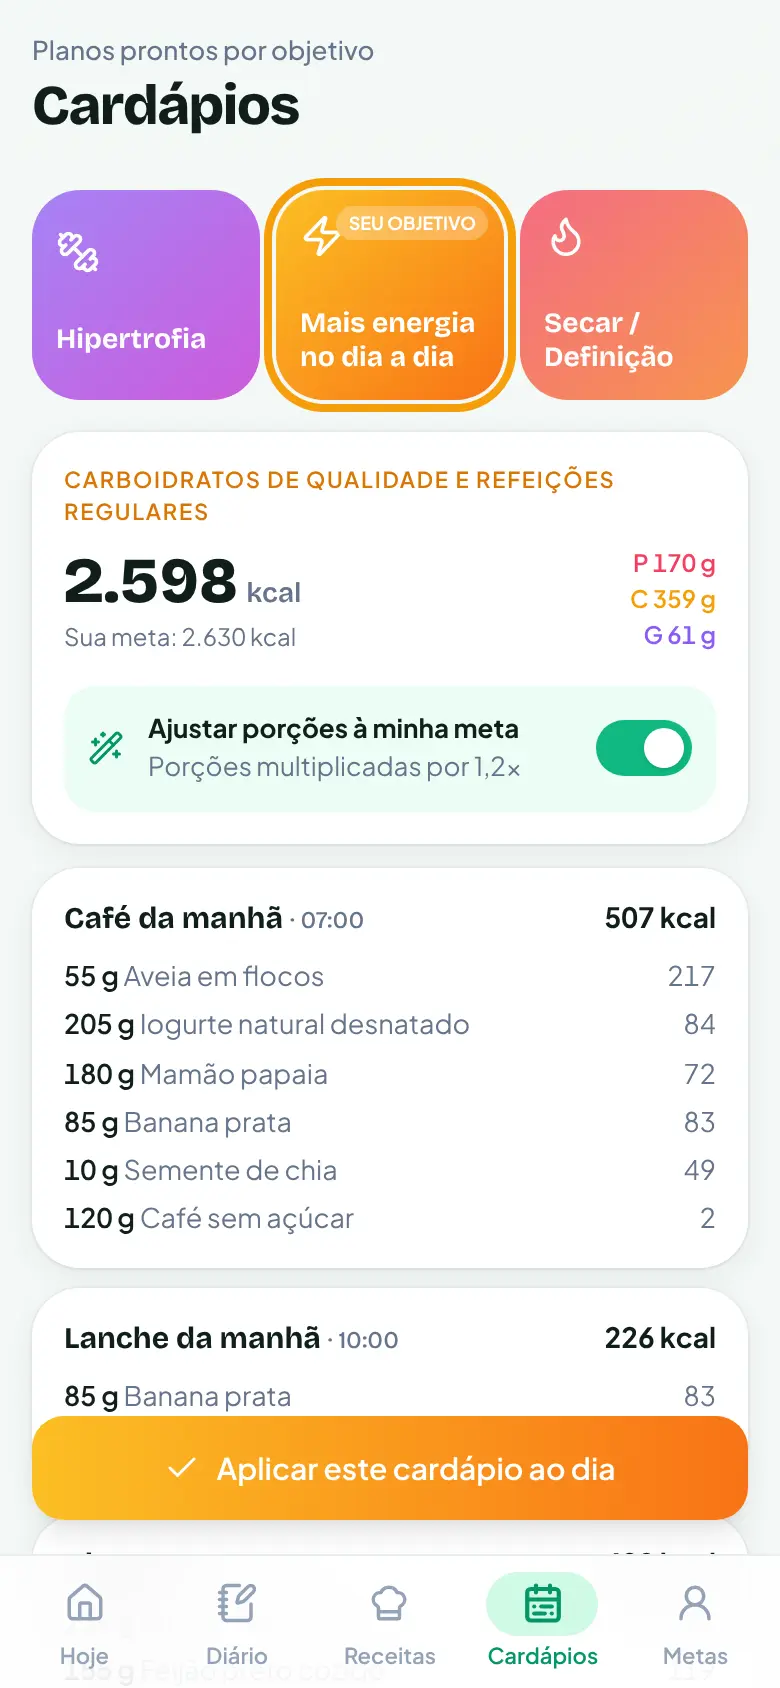 Planos prontos por objetivo
Cardápios
SEU OBJETIVO
Hipertrofia
Mais energia
no dia a dia
Secar /
Definição
CARBOIDRATOS DE QUALIDADE E REFEIÇÕES
REGULARES
2.598 kcal
P 170 g
C 359 g
G 61 g
Sua meta: 2.630 kcal
Ajustar porções à minha meta
Porções multiplicadas por 1,2×
Café da manhã · 07:00 507 kcal
55 g Aveia em flocos 217
205 g Iogurte natural desnatado 84
180 g Mamão papaia 72
85 g Banana prata 83
10 g Semente de chia 49
120 g Café sem açúcar 2
Lanche da manhã · 10:00 226 kcal
85 g Banana prata 83
Aplicar este cardápio ao dia
Hoje Diário Receitas Cardápios Metas
155 g Feijão preto cozido 119